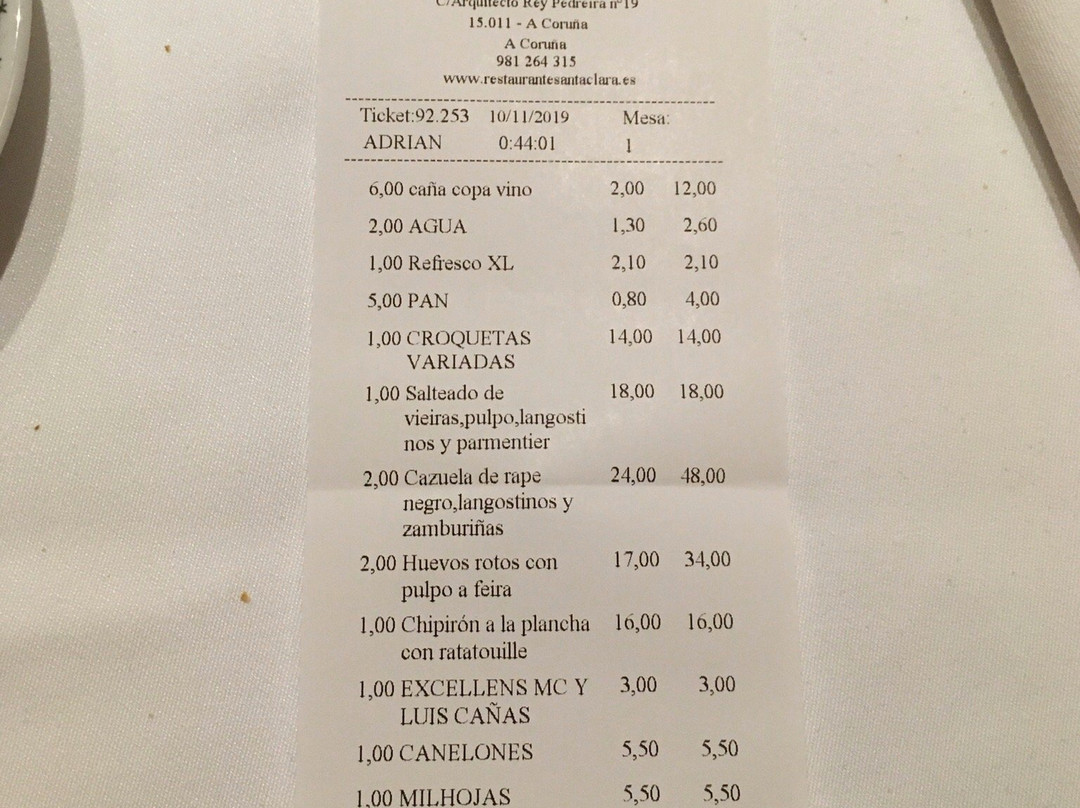 C/Arquitecto Rey Pedreira nº19
15.011 - A Coruña
A Coruña
981 264 315
www.restaurantesantaclara.es
Ticket:92.253 10/11/2019 Mesa:
ADRIAN 0:44:01 1
6,00 caña copa vino 2,00 12,00
2,00 AGUA 1,30 2,60
1,00 Refresco XL 2,10 2,10
5,00 PAN 0,80 4,00
1,00 CROQUETAS 14,00 14,00
VARIADAS
1,00 Salteado de 18,00 18,00
vieiras,pulpo,langosti
nos y parmentier
2,00 Cazuela de rape 24,00 48,00
negro,langostinos y
zamburiñas
2,00 Huevos rotos con 17,00 34,00
pulpo a feira
1,00 Chipirón a la plancha 16,00 16,00
con ratatouille
1,00 EXCELLENS MC Y 3,00 3,00
LUIS CAÑAS
1,00 CANELONES 5,50 5,50
1,00 MILHOJAS 5,50 5,50